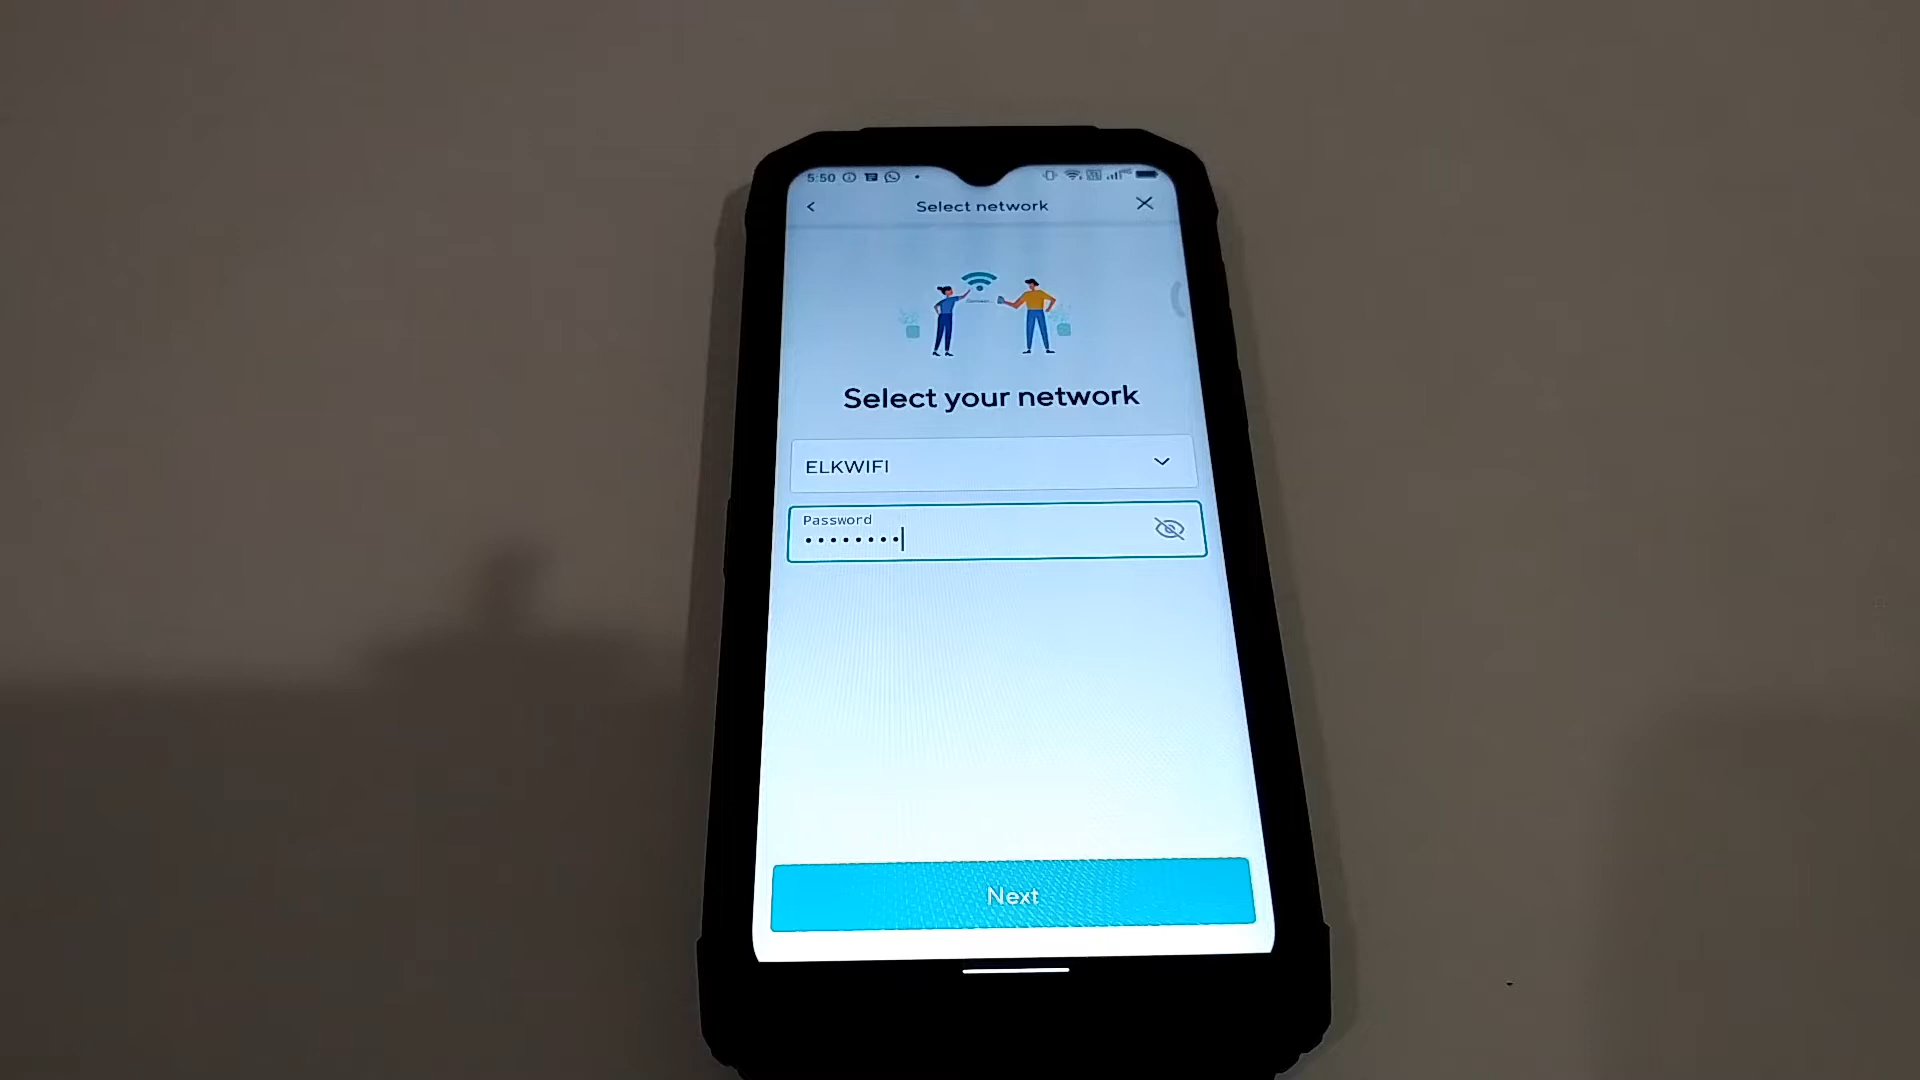 5:50
Select network
Select your network
ELKWIFI
Password
••••••••
Next